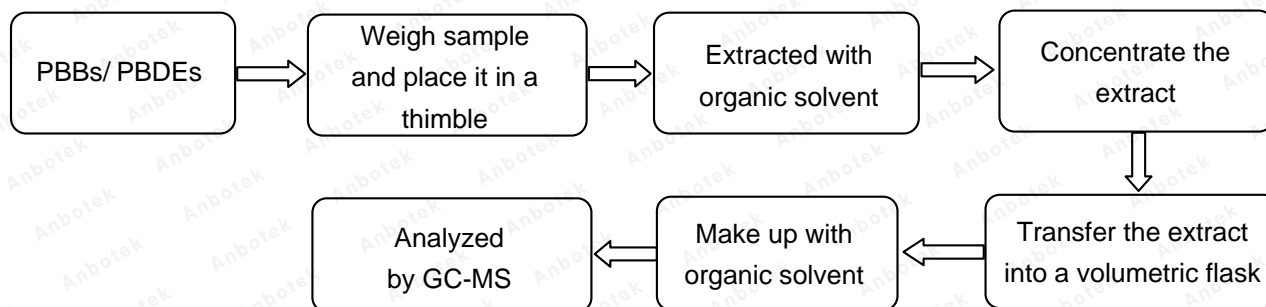 PBBs/ PBDEs
Weigh sample
and place it in a
thimble
Extracted with
organic solvent
Concentrate the
extract
Transfer the extract
into a volumetric flask
Make up with
organic solvent
Analyzed
by GC-MS
Anbotek